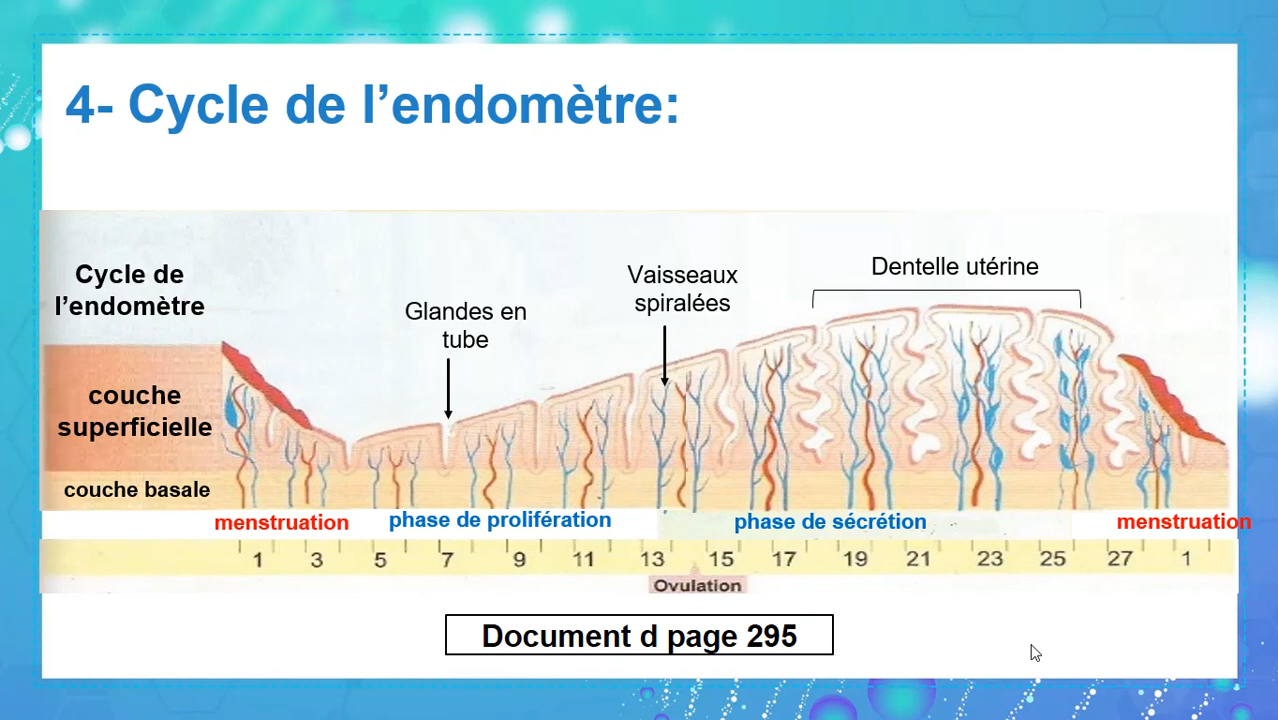 4- Cycle de l’endomètre:
Cycle de
l’endomètre
Glandes en
tube
Vaisseaux
spiralées
Dentelle utérine
couche
superficielle
couche basale
menstruation
phase de prolifération
phase de sécrétion
menstruation
1 3 5 7 9 11 13 15 17 19 21 23 25 27 1
Ovulation
Document d page 295